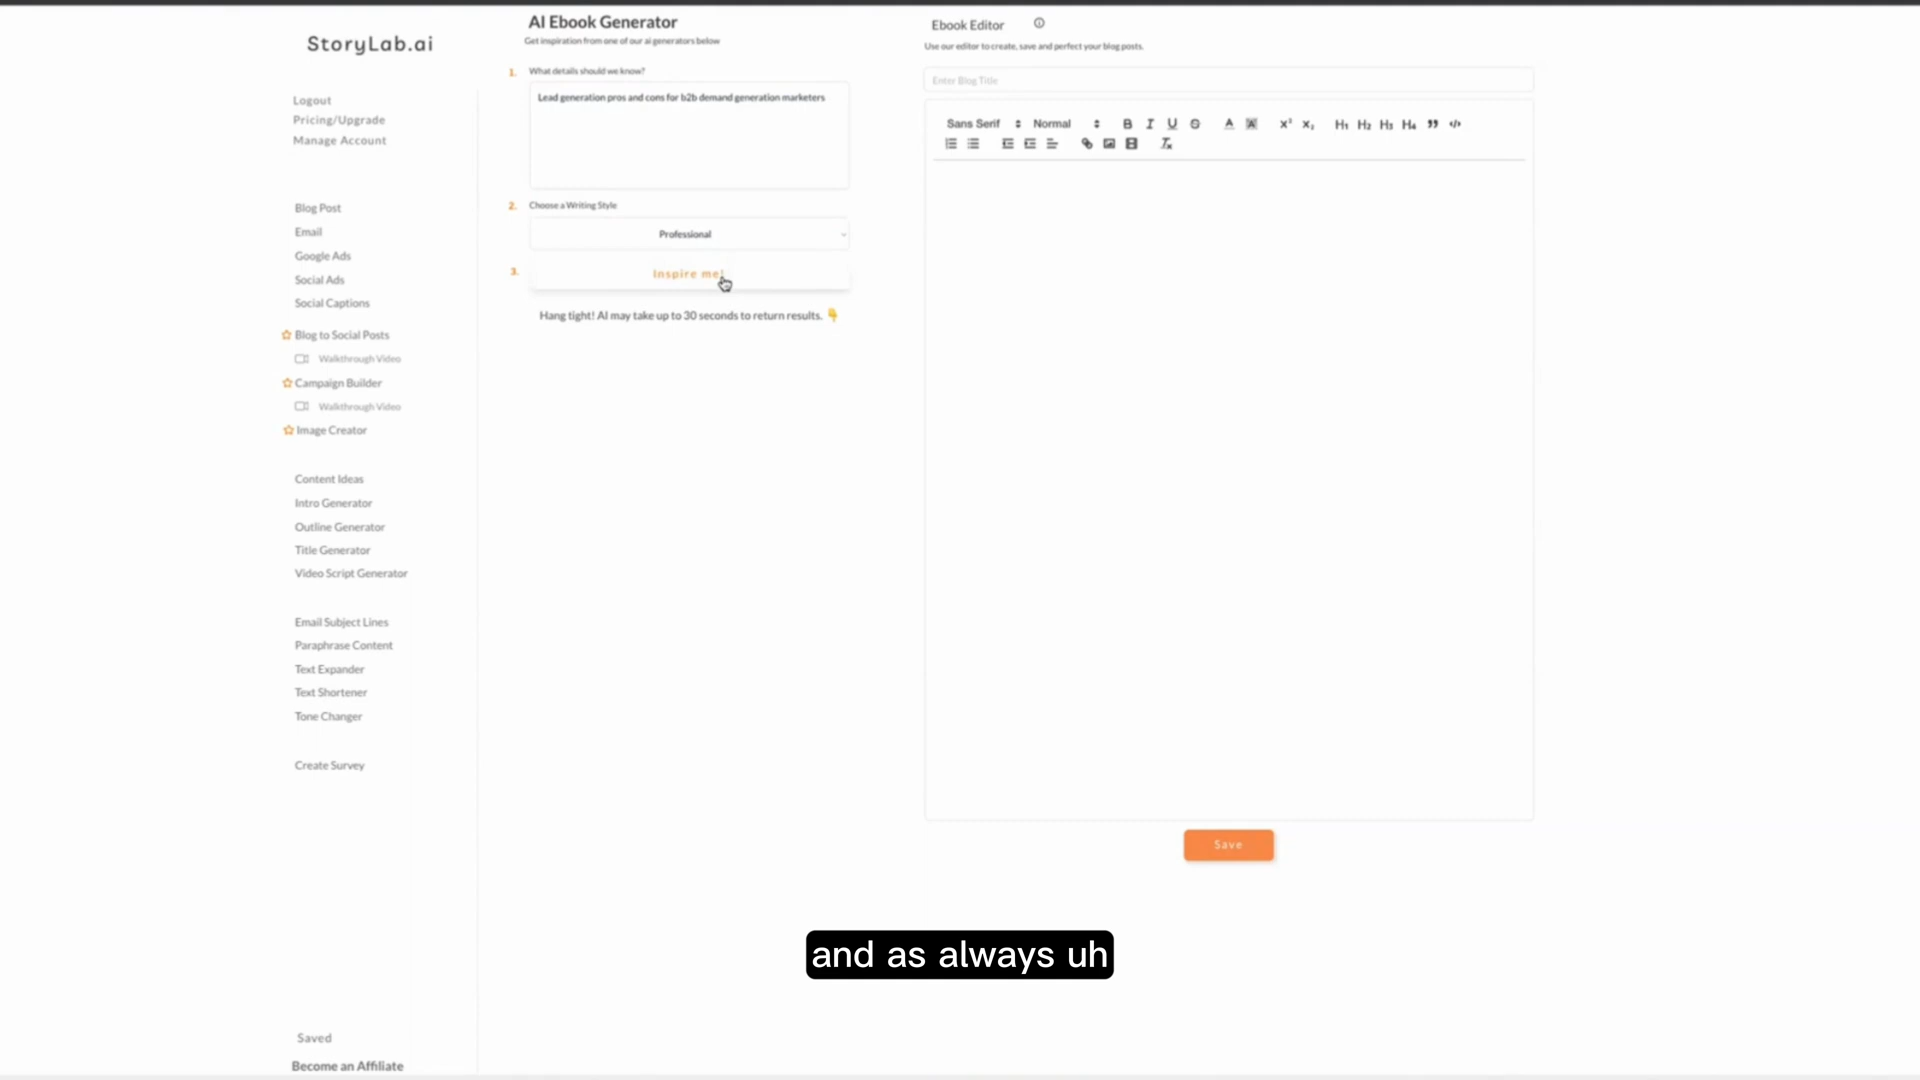 StoryLab.ai
Logout
Pricing/Upgrade
Manage Account
Blog Post
Email
Google Ads
Social Ads
Social Captions
Blog to Social Posts
Walkthrough Video
Campaign Builder
Walkthrough Video
Image Creator
Content Ideas
Intro Generator
Outline Generator
Title Generator
Video Script Generator
Email Subject Lines
Paraphrase Content
Text Expander
Text Shortener
Tone Changer
Create Survey
Saved
Become an Affiliate
AI Ebook Generator
Get inspiration from one of our ai generators below
1. What details should we know?
Lead generation pros and cons for b2b demand generation marketers
2. Choose a Writing Style
Professional
3. Inspire me!
Hang tight! AI may take up to 30 seconds to return results. 👇
Ebook Editor
Use our editor to create, save and perfect your blog posts.
Enter Blog Title
Sans Serif Normal B I U S A A X² X₂ H1 H2 H3 H4 ” </>
Save
and as always uh